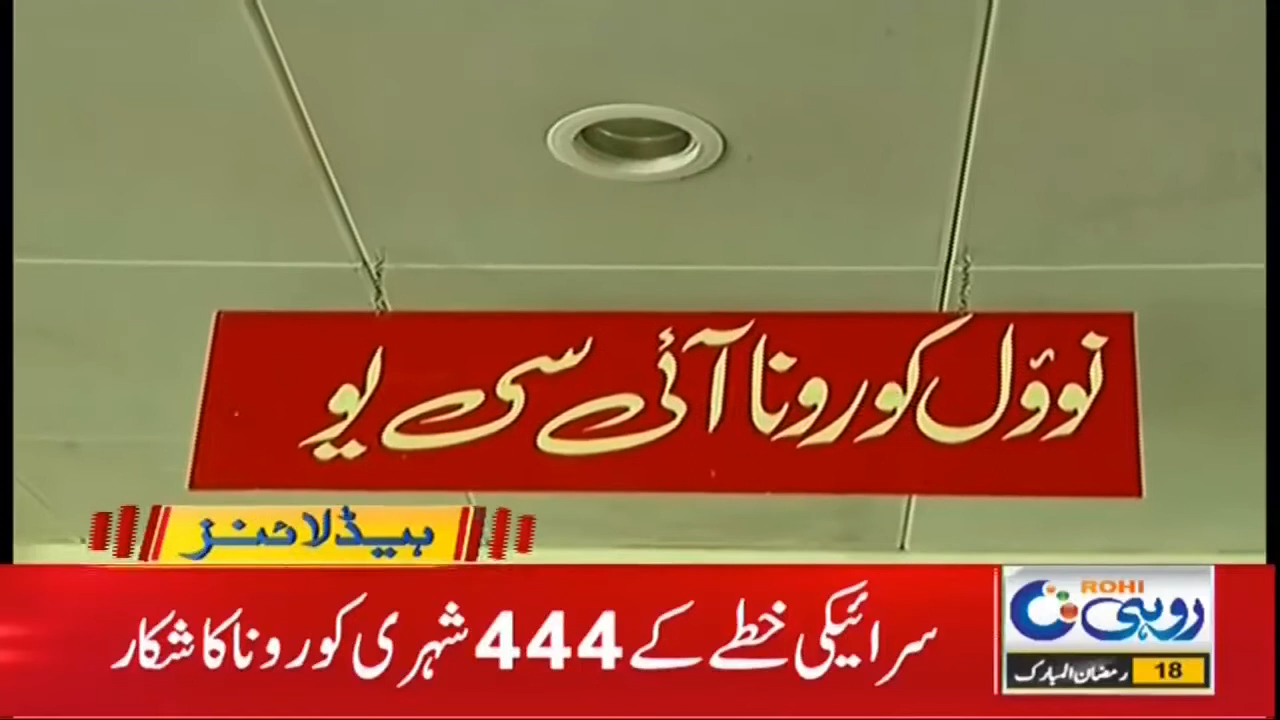 نوول کورونا آئی سی یو
ہیڈلائنز
سرائیکی خطے کے 444 شہری کورونا کا شکار
ROHI
روہی
18 رمضان المبارک